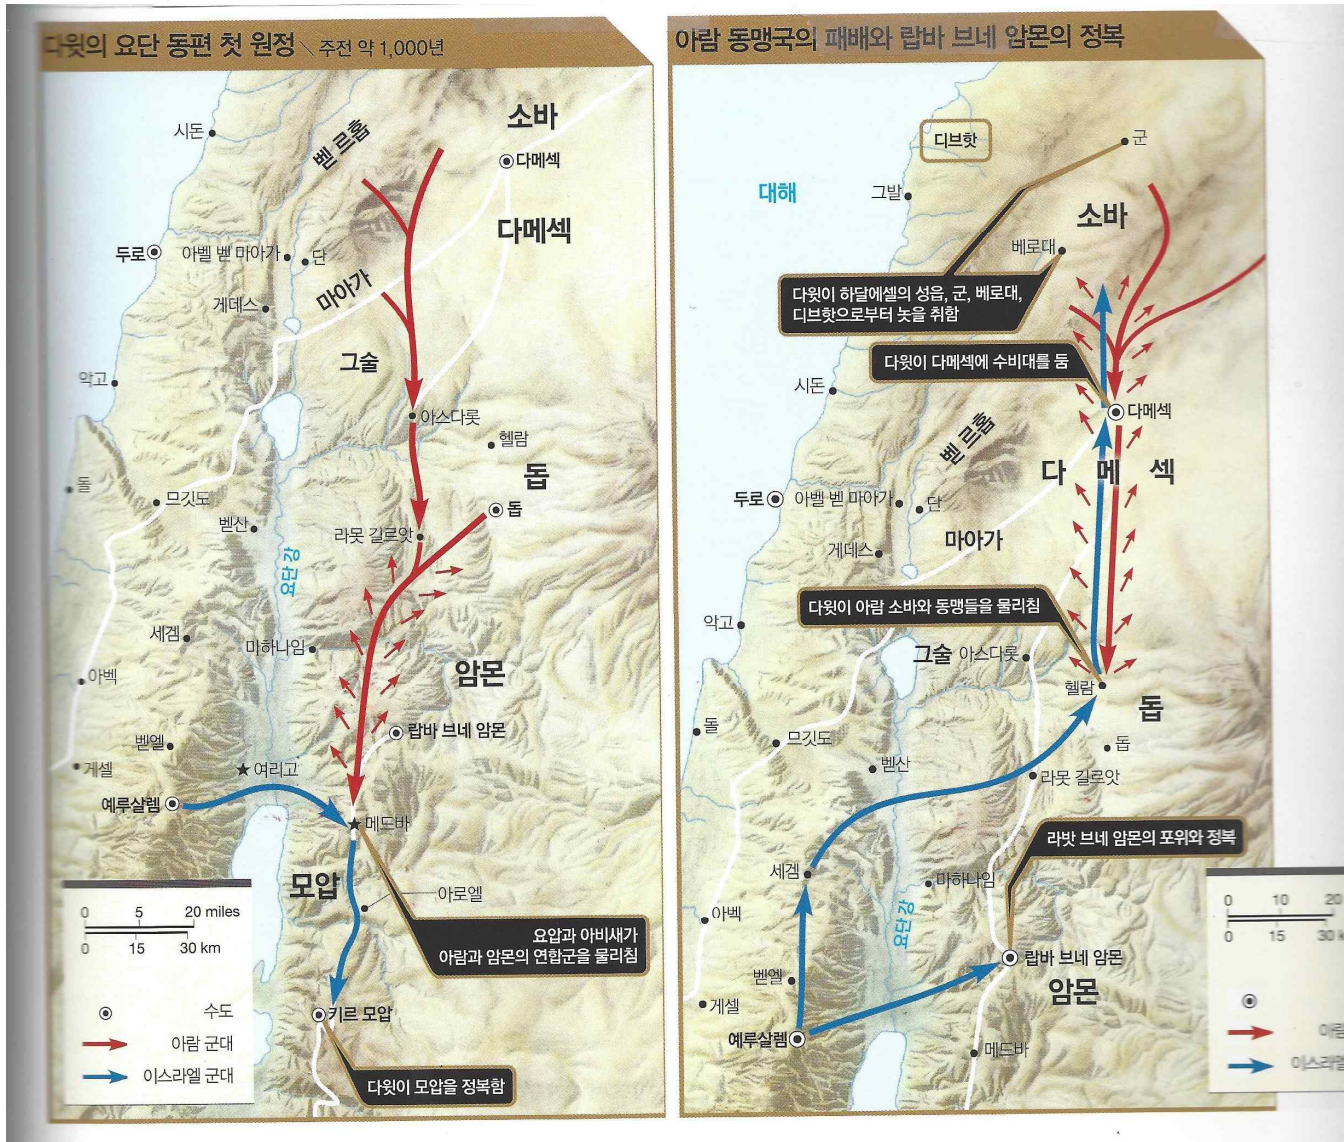 다윗의 요단 동편 첫 원정 \ 주전 약 1,000년
소바
시돈
벧 르홉
다메섹
다메섹
두로
아벨 벧 마아가
단
마아가
게데스
그술
악고
아스다롯
헬람
돕
돌
므깃도
돕
벧산
라못 길르앗
요단 강
세겜
마하나임
아벡
암몬
랍바 브네 암몬
벧엘
게셀
여리고
예루살렘
메드바
모압
아로엘
요압과 아비새가
아람과 암몬의 연합군을 물리침
키르 모압
다윗이 모압을 정복함
0 5 20 miles
0 15 30 km
수도
아람 군대
이스라엘 군대
아람 동맹국의 패배와 랍바 브네 암몬의 정복
디브핫
군
대해
그발
소바
베로대
다윗이 하달에셀의 성읍, 군, 베로대,
디브핫으로부터 놋을 취함
다윗이 다메섹에 수비대를 둠
시돈
다메섹
벧 르홉
다 메 섹
두로
아벨 벧 마아가
단
마아가
게데스
다윗이 아람 소바와 동맹들을 물리침
악고
그술
아스다롯
헬람
돕
돌
므깃도
돕
벧산
라못 길르앗
라밧 브네 암몬의 포위와 정복
세겜
마하나임
요단 강
아벡
랍바 브네 암몬
벧엘
암몬
게셀
예루살렘
메드바
0 10 20
0 15 30 k
아람
이스라엘